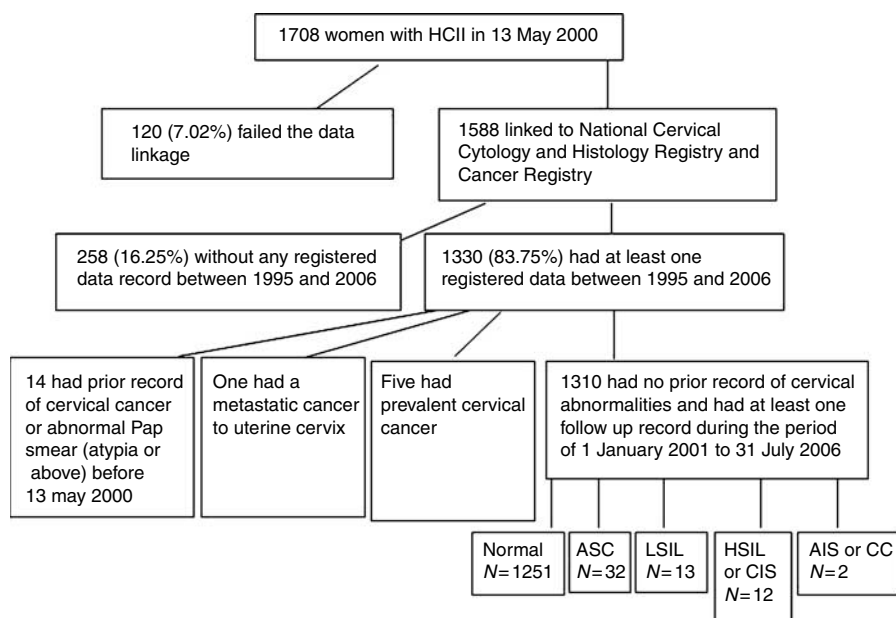 1708 women with HCII in 13 May 2000
120 (7.02%) failed the data
linkage
1588 linked to National Cervical
Cytology and Histology Registry and
Cancer Registry
258 (16.25%) without any registered
data record between 1995 and 2006
1330 (83.75%) had at least one
registered data between 1995 and
2006
14 had prior record
of cervical cancer
or abnormal Pap
smear (atypia or
above) before
13 may 2000
One had a
metastatic cancer
to uterine cervix
Five had
prevalent cervical
cancer
1310 had no prior record of cervical
abnormalities and had at least one
follow up record during the period
of 1 January 2001 to 31 July 2006
Normal
N=1251
ASC
N=32
LSIL
N=13
HSIL
or CIS
N=12
AIS or CC
N=2